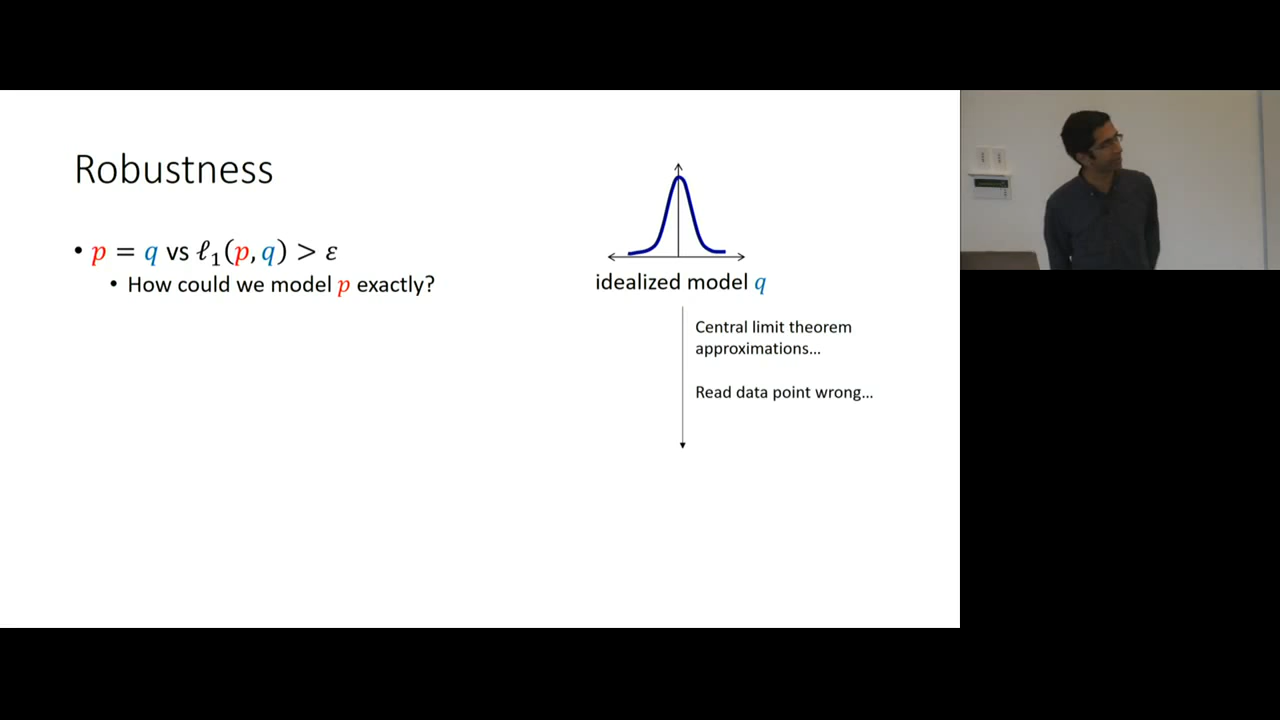 Robustness
• p = q vs ℓ₁(p, q) > ε
• How could we model p exactly?
idealized model q
Central limit theorem
approximations…
Read data point wrong…